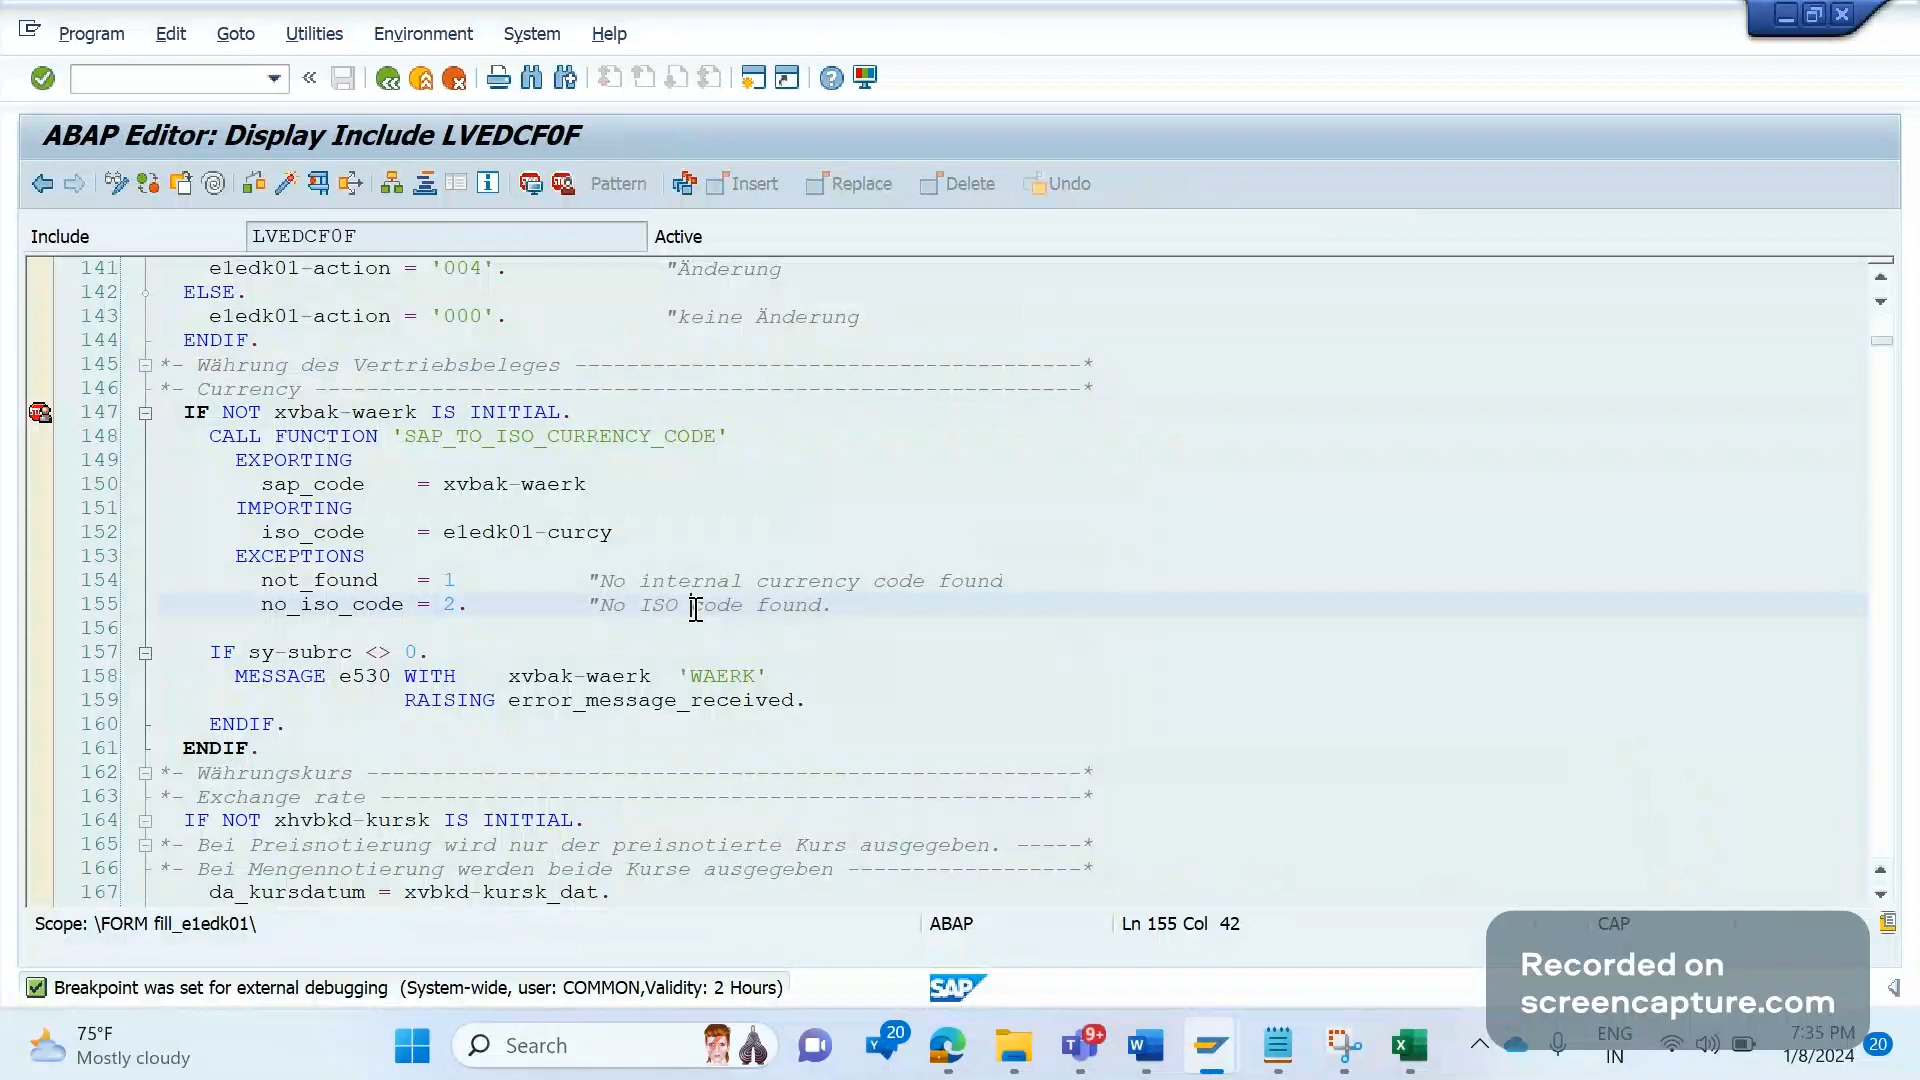 Program Edit Goto Utilities Environment System Help
ABAP Editor: Display Include LVEDCF0F
Pattern Insert Replace Delete Undo
Include LVEDCF0F Active
141 e1edk01-action = '004'. "Änderung
142 ELSE.
143 e1edk01-action = '000'. "keine Änderung
144 ENDIF.
145 *- Währung des Vertriebsbeleges ---------------------------------------*
146 *- Currency -----------------------------------------------------------*
147 IF NOT xvbak-waerk IS INITIAL.
148 CALL FUNCTION 'SAP_TO_ISO_CURRENCY_CODE'
149 EXPORTING
150 sap_code = xvbak-waerk
151 IMPORTING
152 iso_code = e1edk01-curcy
153 EXCEPTIONS
154 not_found = 1 "No internal currency code found
155 no_iso_code = 2. "No ISO code found.
156
157 IF sy-subrc <> 0.
158 MESSAGE e530 WITH xvbak-waerk 'WAERK'
159 RAISING error_message_received.
160 ENDIF.
161 ENDIF.
162 *- Währungskurs -------------------------------------------------------*
163 *- Exchange rate ------------------------------------------------------*
164 IF NOT xhvbkd-kursk IS INITIAL.
165 *- Bei Preisnotierung wird nur der preisnotierte Kurs ausgegeben. -----*
166 *- Bei Mengennotierung werden beide Kurse ausgegeben ------------------*
167 da_kursdatum = xvbkd-kursk_dat.
Scope: \FORM fill_e1edk01\ ABAP Ln 155 Col 42 CAP
Breakpoint was set for external debugging (System-wide, user: COMMON,Validity: 2 Hours) SAP
Recorded on
screencapture.com
75°F
Mostly cloudy
Search
20
9+
ENG
IN
7:35 PM
1/8/2024
20